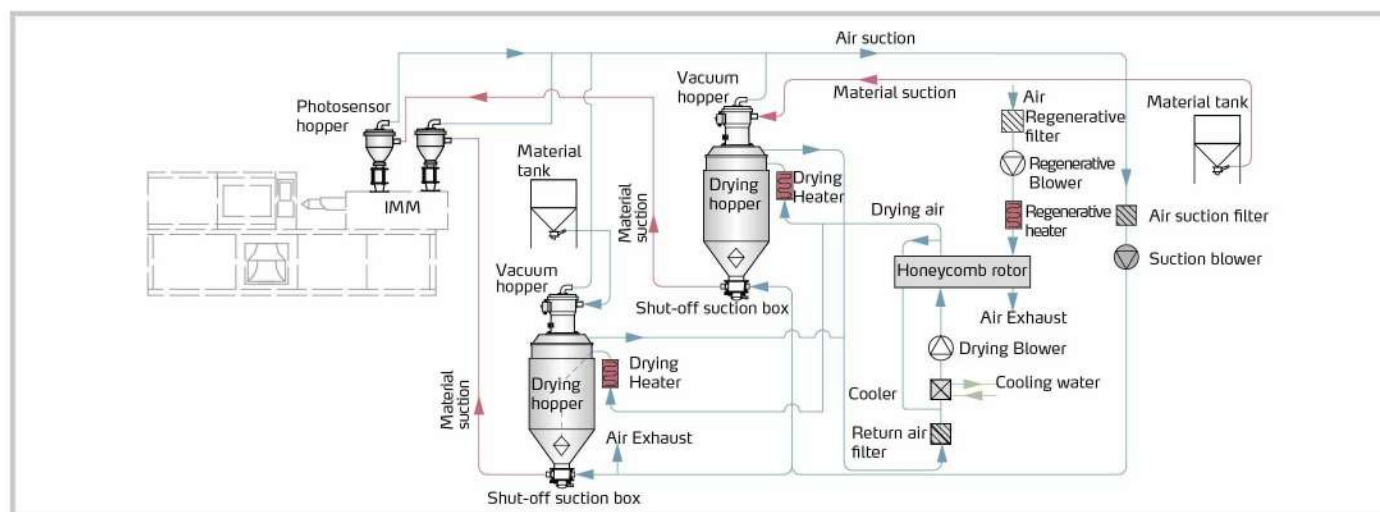 Air suction
Vacuum
hopper
Material suction
Air
Regenerative
filter
Material tank
Photosensor
hopper
Material
tank
Regenerative
Blower
Drying
hopper
Drying
Heater
IMM
Material
suction
Drying air
Regenerative
heater
Air suction filter
Honeycomb rotor
Suction blower
Vacuum
hopper
Shut-off suction box
Air Exhaust
Drying Blower
Drying
Heater
Drying
hopper
Material
suction
Cooler
Cooling water
Air Exhaust
Return air
filter
Shut-off suction box